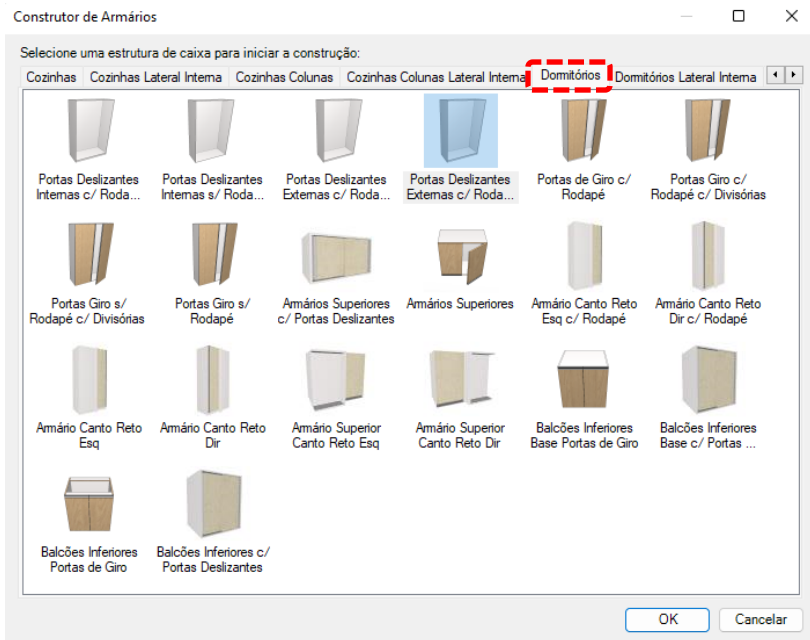 Construtor de Armários
Selecione uma estrutura de caixa para iniciar a construção:
Cozinhas Cozinhas Lateral Interna Cozinhas Colunas Cozinhas Colunas Lateral Interna Dormitórios Dormitórios Lateral Interna
Portas Deslizantes
Internas c/ Roda...
Portas Deslizantes
Internas s/ Roda...
Portas Deslizantes
Externas c/ Roda...
Portas Deslizantes
Externas c/ Roda...
Portas de Giro c/
Rodapé
Portas Giro c/
Rodapé c/ Divisórias
Portas Giro s/
Rodapé c/ Divisórias
Portas Giro s/
Rodapé
Armários Superiores
c/ Portas Deslizantes
Armários Superiores
Armário Canto Reto
Esq c/ Rodapé
Armário Canto Reto
Dir c/ Rodapé
Armário Canto Reto
Esq
Armário Canto Reto
Dir
Armário Superior
Canto Reto Esq
Armário Superior
Canto Reto Dir
Balcões Inferiores
Base Portas de Giro
Balcões Inferiores
Base c/ Portas ...
Balcões Inferiores
Portas de Giro
Balcões Inferiores c/
Portas Deslizantes
OK
Cancelar